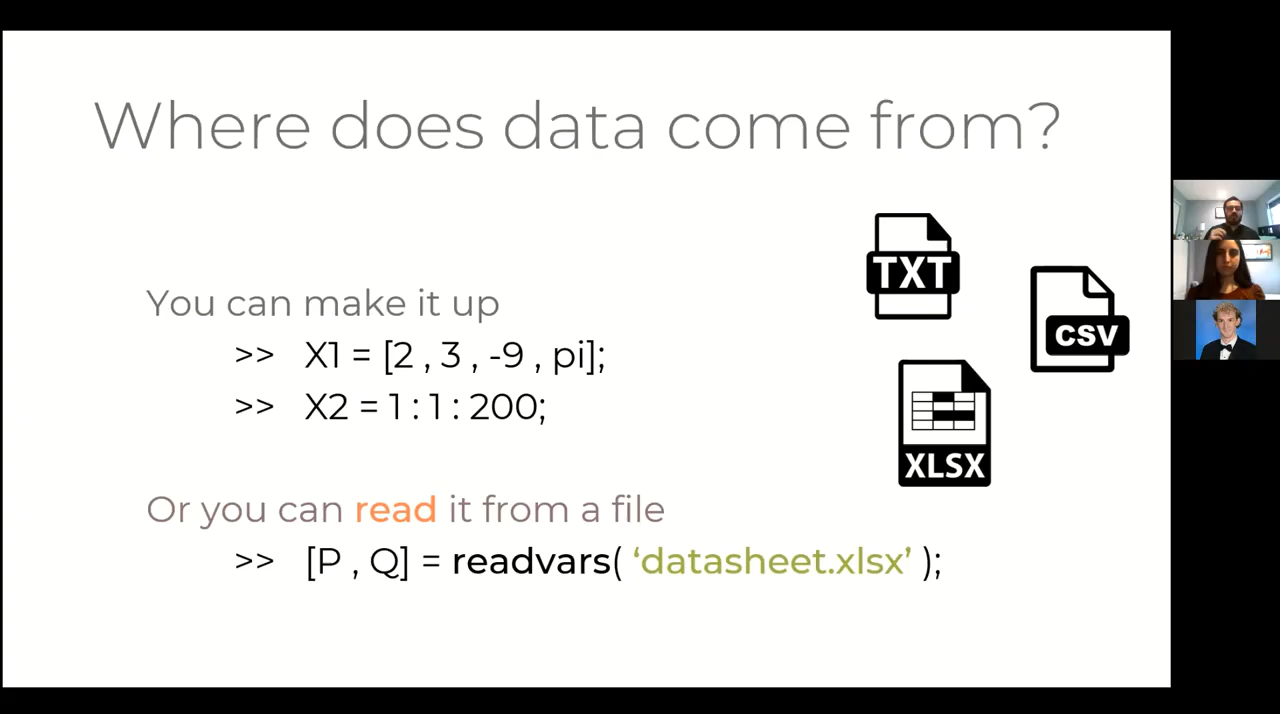 Where does data come from?
You can make it up
>> X1 = [2 , 3 , -9 , pi];
>> X2 = 1 : 1 : 200;
Or you can read it from a file
>> [P , Q] = readvars( ‘datasheet.xlsx’ );
TXT
CSV
XLSX